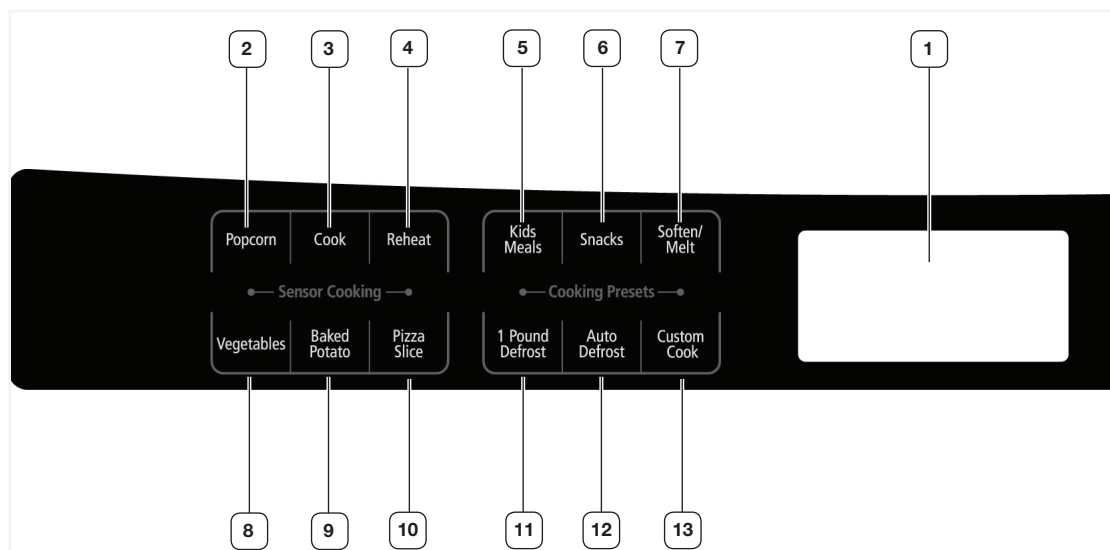 2 3 4 5 6 7 1
Popcorn Cook Reheat Kids Meals Snacks Soften/ Melt
Sensor Cooking Cooking Presets
Vegetables Baked Potato Pizza Slice 1 Pound Defrost Auto Defrost Custom Cook
8 9 10 11 12 13